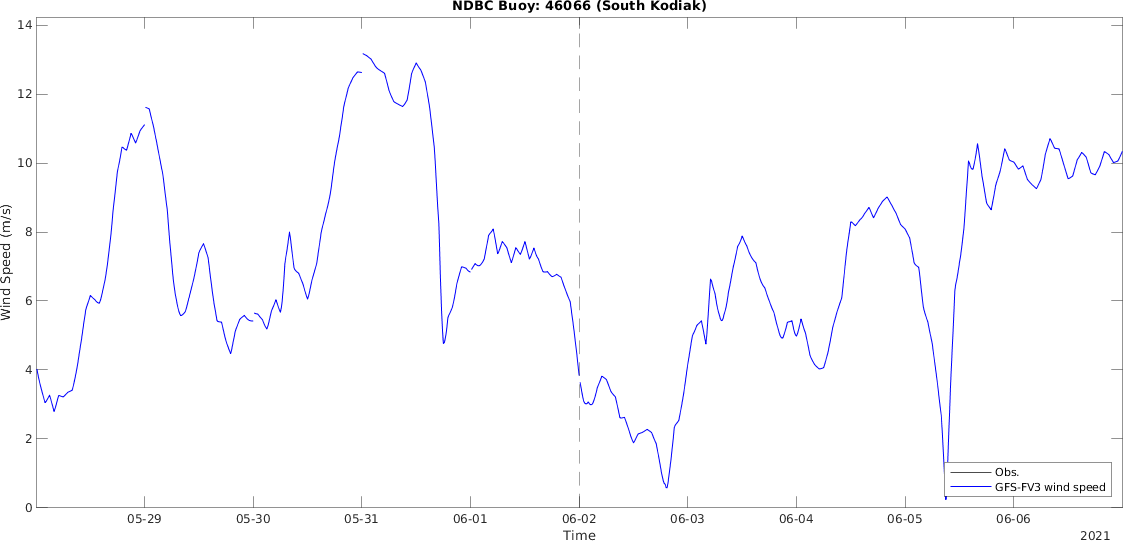 NDBC Buoy: 46066 (South Kodiak)
14
12
10
8
6
4
2
0
Wind Speed (m/s)
Obs.
GFS-FV3 wind speed
05-29 05-30 05-31 06-01 06-02 06-03 06-04 06-05 06-06
Time
2021